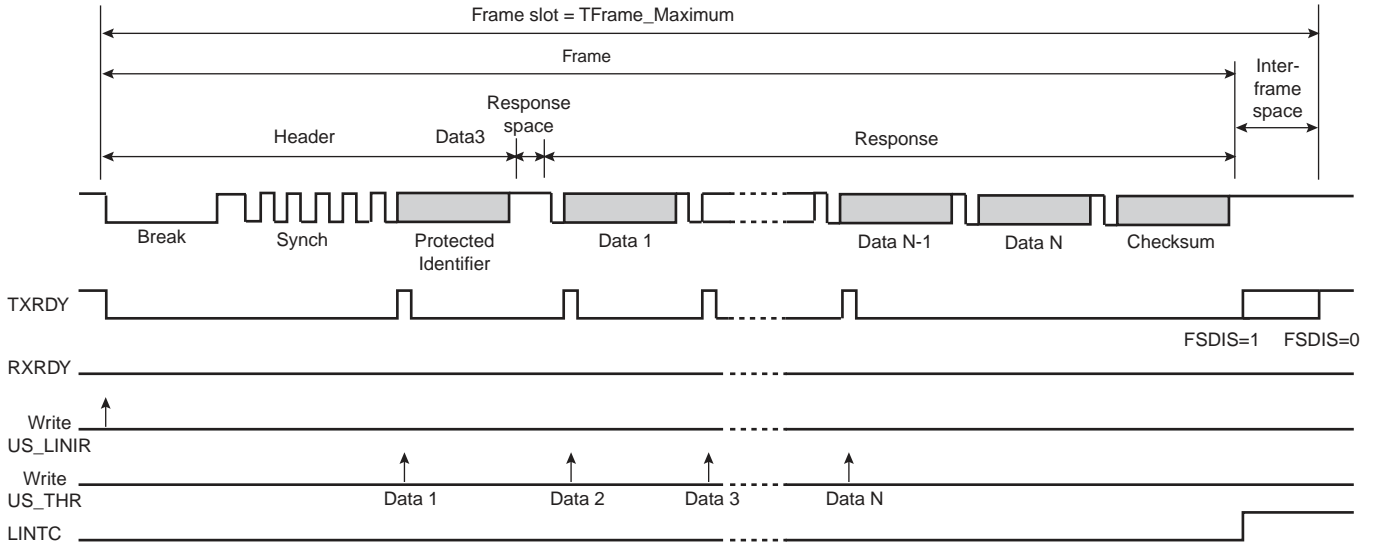 Frame slot = TFrame_Maximum
Frame
Inter-
frame
space
Response
space
Header
Data3
Response
Break
Synch
Protected
Identifier
Data 1
Data N-1
Data N
Checksum
TXRDY
FSDIS=1
FSDIS=0
RXRDY
Write
US_LINIR
Write
US_THR
Data 1
Data 2
Data 3
Data N
LINTC